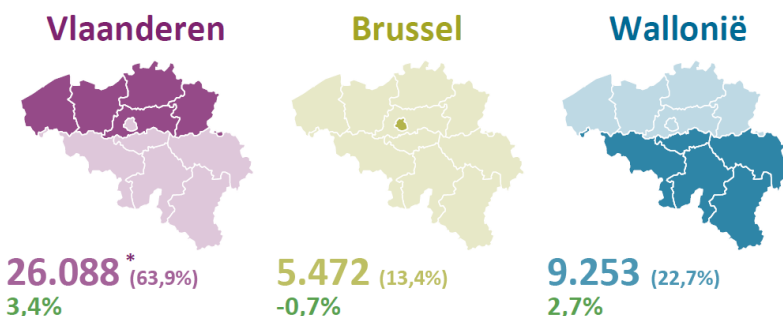 Vlaanderen
Brussel
Wallonië
26.088 * (63,9%)
3,4%
5.472 (13,4%)
-0,7%
9.253 (22,7%)
2,7%